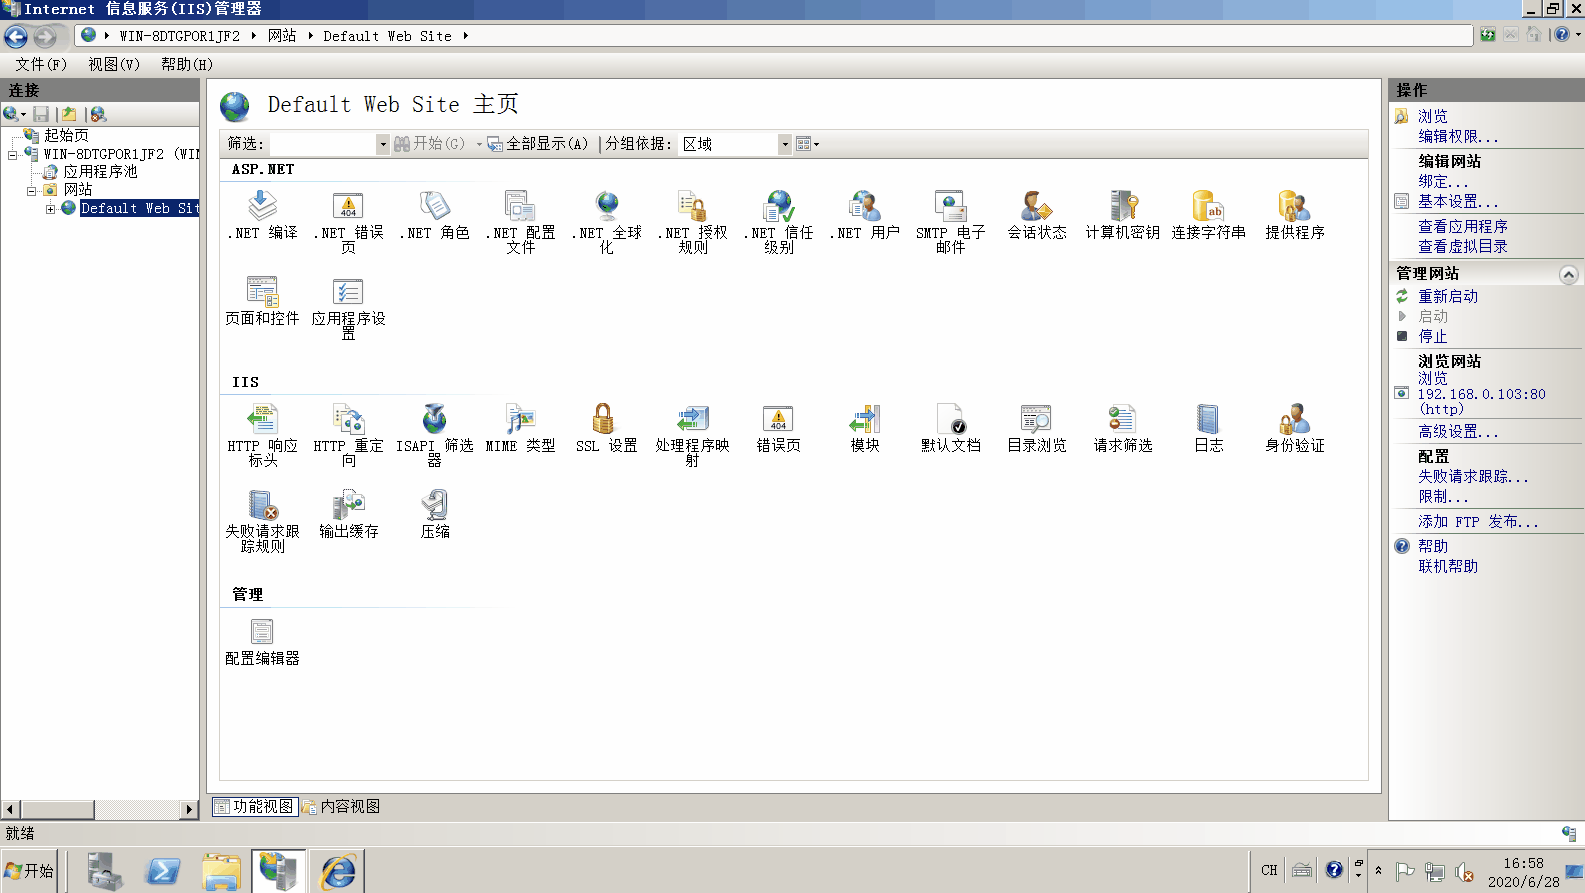 Internet 信息服务(IIS)管理器
WIN-8DTGPOR1JF2 网站 Default Web Site
文件(F) 视图(V) 帮助(H)
连接
起始页
WIN-8DTGPOR1JF2 (WIN
应用程序池
网站
Default Web Sit
Default Web Site 主页
筛选: 开始(G) 全部显示(A) 分组依据: 区域
ASP.NET
.NET 编译
.NET 错误
页
.NET 角色
.NET 配置
文件
.NET 全球
化
.NET 授权
规则
.NET 信任
级别
.NET 用户
SMTP 电子
邮件
会话状态
计算机密钥
连接字符串
提供程序
页面和控件
应用程序设
置
IIS
HTTP 响应
标头
HTTP 重定
向
ISAPI 筛选
器
MIME 类型
SSL 设置
处理程序映
射
404
错误页
模块
默认文档
目录浏览
请求筛选
日志
身份验证
失败请求跟
踪规则
输出缓存
压缩
管理
配置编辑器
功能视图 内容视图
操作
浏览
编辑权限...
编辑网站
绑定...
基本设置...
查看应用程序
查看虚拟目录
管理网站
重新启动
启动
停止
浏览网站
浏览
192.168.0.103:80
(http)
高级设置...
配置
失败请求跟踪...
限制...
添加 FTP 发布...
帮助
联机帮助
就绪
开始
CH
16:58
2020/6/28